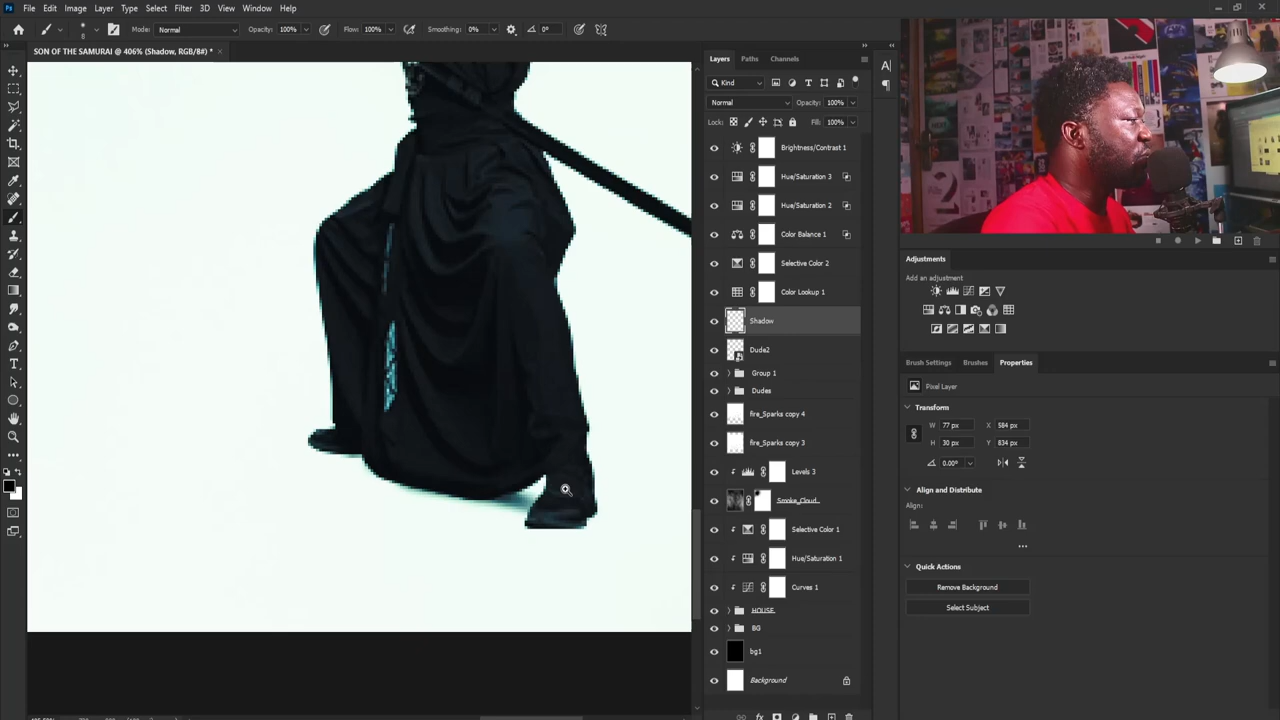 Ps File Edit Image Layer Type Select Filter 3D View Window Help
8 Mode: Normal Opacity: 100% Flow: 100% Smoothing: 0% 0°
SON OF THE SAMURAI @ 406% (Shadow, RGB/8#) * ×
Layers Paths Channels
Kind
Normal Opacity: 100%
Lock: Fill: 100%
Brightness/Contrast 1
Hue/Saturation 3
Hue/Saturation 2
Color Balance 1
Selective Color 2
Color Lookup 1
Shadow
Dude2
Group 1
Dudes
fire_Sparks copy 4
fire_Sparks copy 3
Levels 3
Smoke_Cloud
Selective Color 1
Hue/Saturation 1
Curves 1
HOUSE
BG
bg1
Background
fx
Adjustments
Add an adjustment
Brush Settings Brushes Properties
Pixel Layer
Transform
W 77 px X 584 px
H 30 px Y 834 px
0.00°
Align and Distribute
Align:
Quick Actions
Remove Background
Select Subject